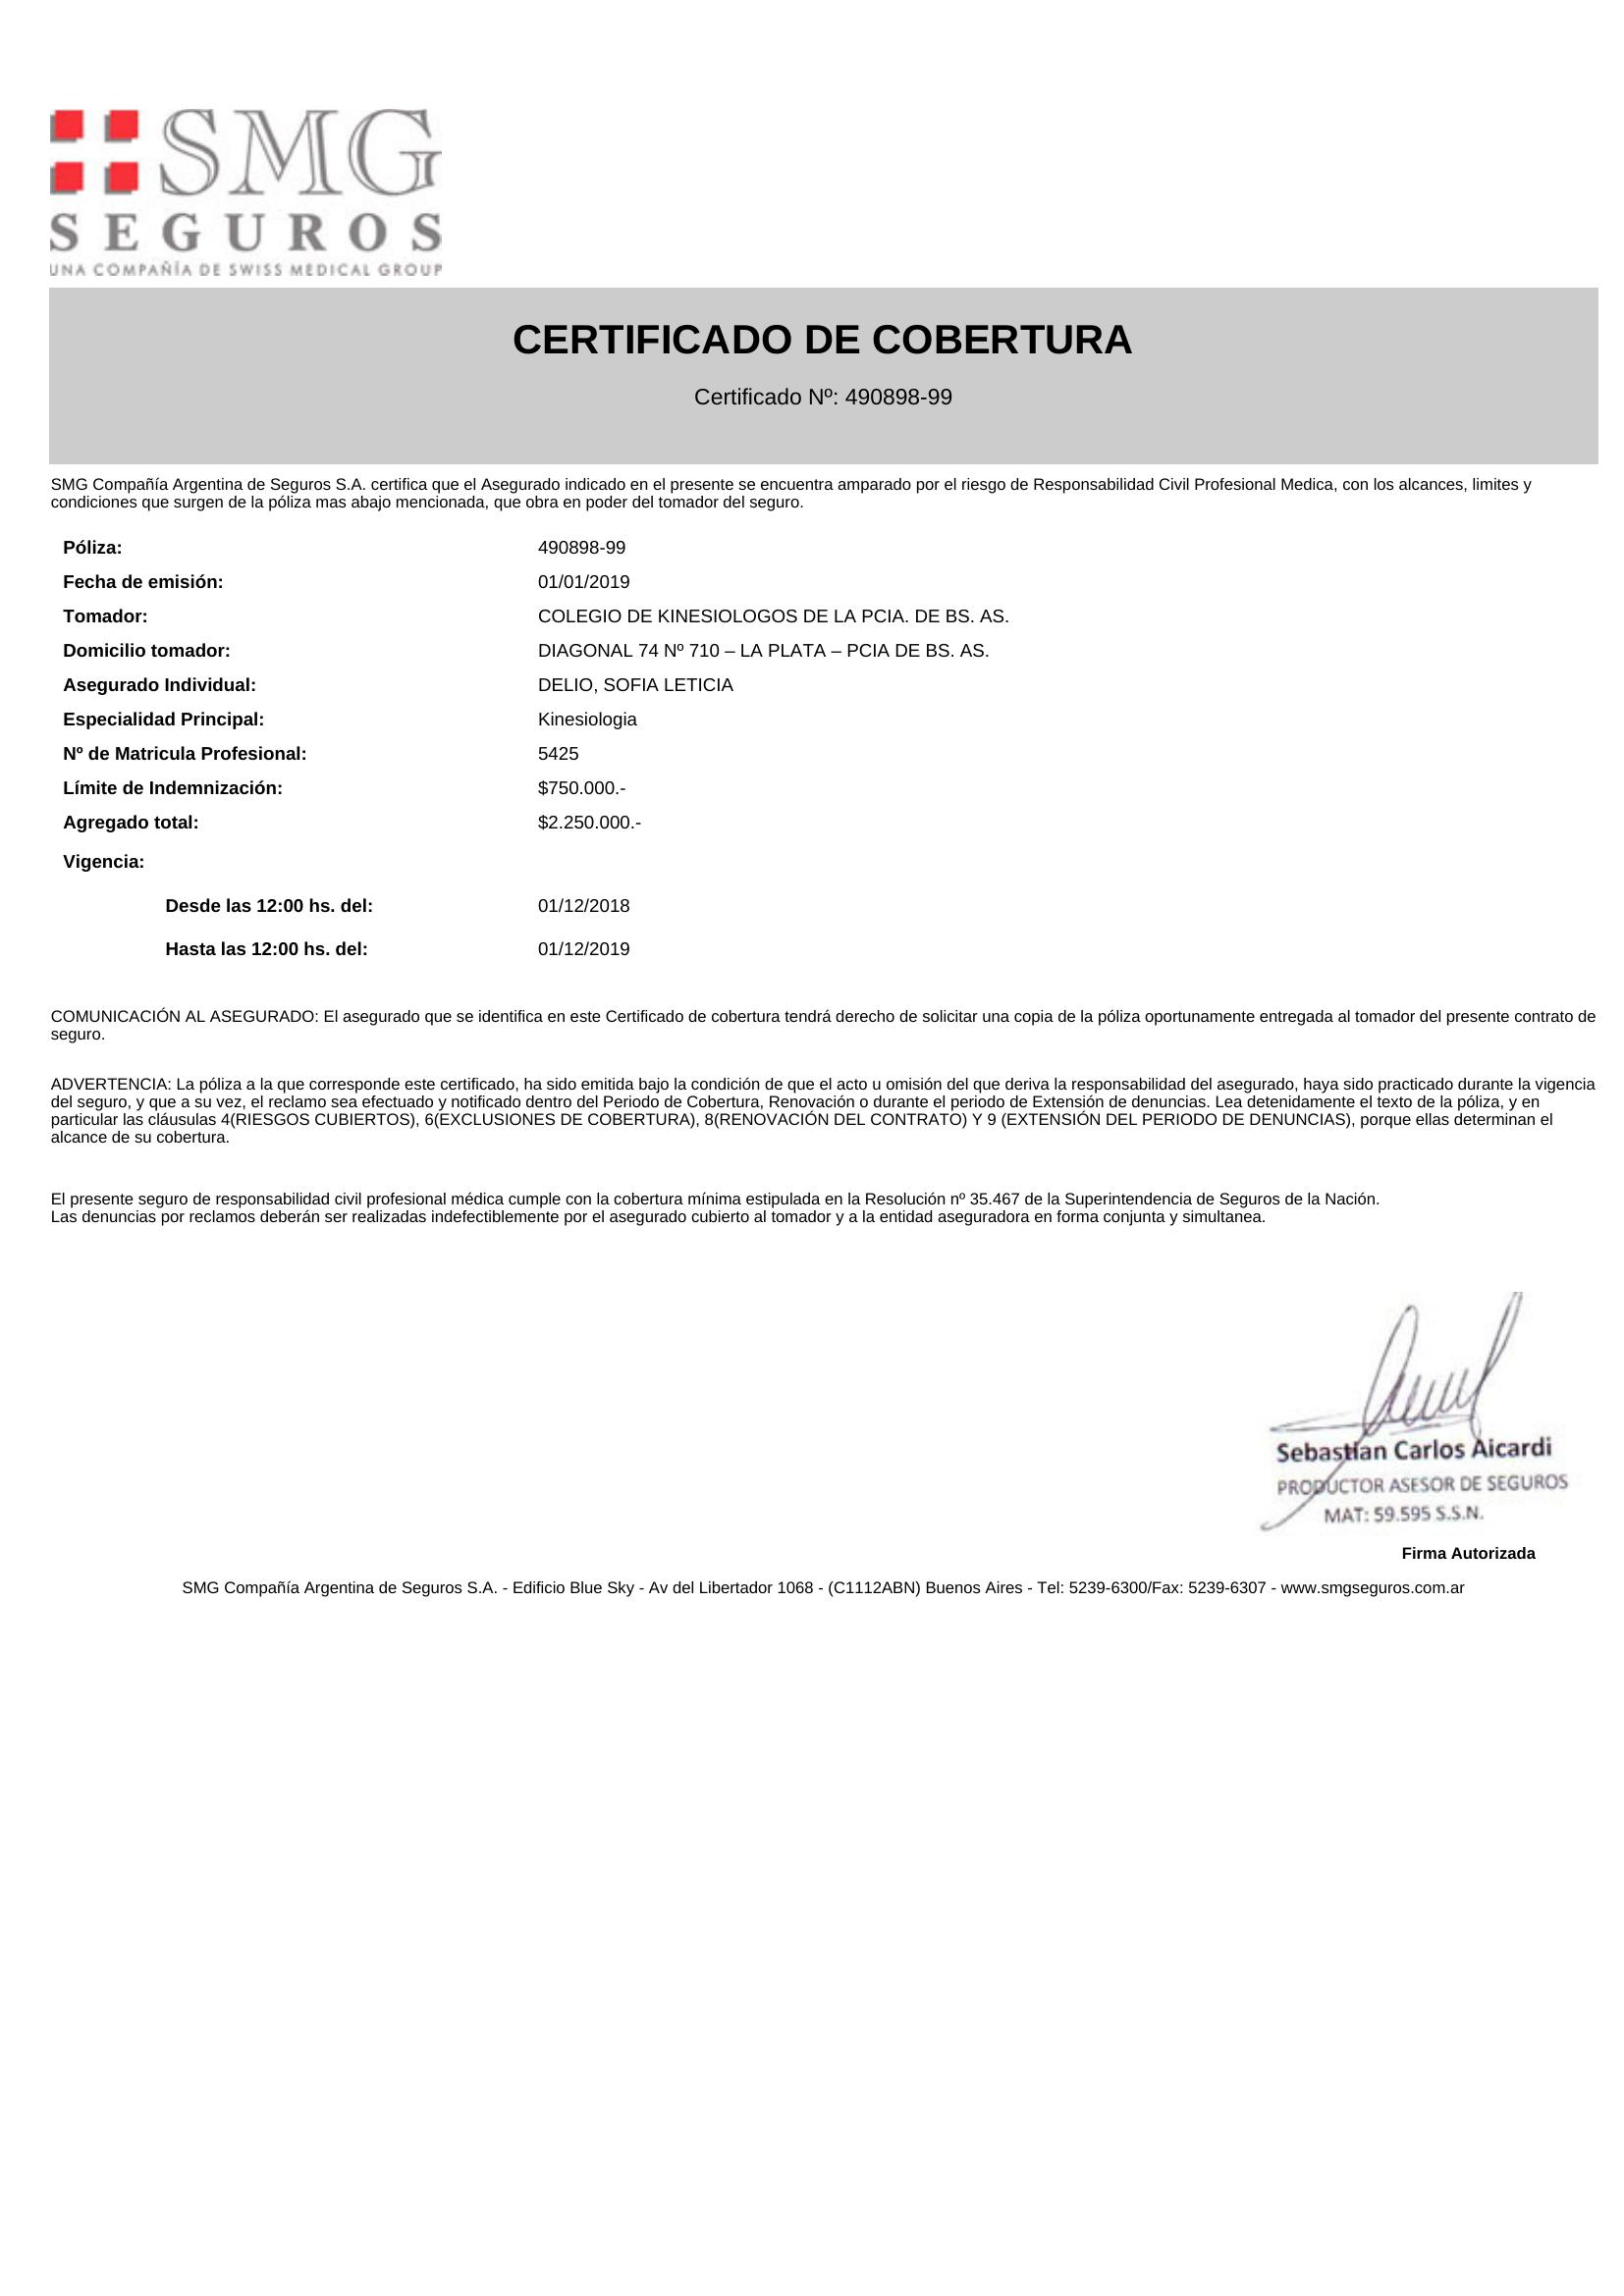 SMG
SEGUROS
UNA COMPAÑÍA DE SWISS MEDICAL GROUP
CERTIFICADO DE COBERTURA
Certificado Nº: 490898-99
SMG Compañía Argentina de Seguros S.A. certifica que el Asegurado indicado en el presente se encuentra amparado por el riesgo de Responsabilidad Civil Profesional Medica, con los alcances, limites y
condiciones que surgen de la póliza mas abajo mencionada, que obra en poder del tomador del seguro.
Póliza: 490898-99
Fecha de emisión: 01/01/2019
Tomador: COLEGIO DE KINESIOLOGOS DE LA PCIA. DE BS. AS.
Domicilio tomador: DIAGONAL 74 Nº 710 – LA PLATA – PCIA DE BS. AS.
Asegurado Individual: DELIO, SOFIA LETICIA
Especialidad Principal: Kinesiologia
Nº de Matricula Profesional: 5425
Límite de Indemnización: $750.000.-
Agregado total: $2.250.000.-
Vigencia:
Desde las 12:00 hs. del: 01/12/2018
Hasta las 12:00 hs. del: 01/12/2019
COMUNICACIÓN AL ASEGURADO: El asegurado que se identifica en este Certificado de cobertura tendrá derecho de solicitar una copia de la póliza oportunamente entregada al tomador del presente contrato de
seguro.
ADVERTENCIA: La póliza a la que corresponde este certificado, ha sido emitida bajo la condición de que el acto u omisión del que deriva la responsabilidad del asegurado, haya sido practicado durante la vigencia
del seguro, y que a su vez, el reclamo sea efectuado y notificado dentro del Periodo de Cobertura, Renovación o durante el periodo de Extensión de denuncias. Lea detenidamente el texto de la póliza, y en
particular las cláusulas 4(RIESGOS CUBIERTOS), 6(EXCLUSIONES DE COBERTURA), 8(RENOVACIÓN DEL CONTRATO) Y 9 (EXTENSIÓN DEL PERIODO DE DENUNCIAS), porque ellas determinan el
alcance de su cobertura.
El presente seguro de responsabilidad civil profesional médica cumple con la cobertura mínima estipulada en la Resolución nº 35.467 de la Superintendencia de Seguros de la Nación.
Las denuncias por reclamos deberán ser realizadas indefectiblemente por el asegurado cubierto al tomador y a la entidad aseguradora en forma conjunta y simultanea.
Sebastian Carlos Aicardi
PRODUCTOR ASESOR DE SEGUROS
MAT: 59.595 S.S.N.
Firma Autorizada
SMG Compañía Argentina de Seguros S.A. - Edificio Blue Sky - Av del Libertador 1068 - (C1112ABN) Buenos Aires - Tel: 5239-6300/Fax: 5239-6307 - www.smgseguros.com.ar